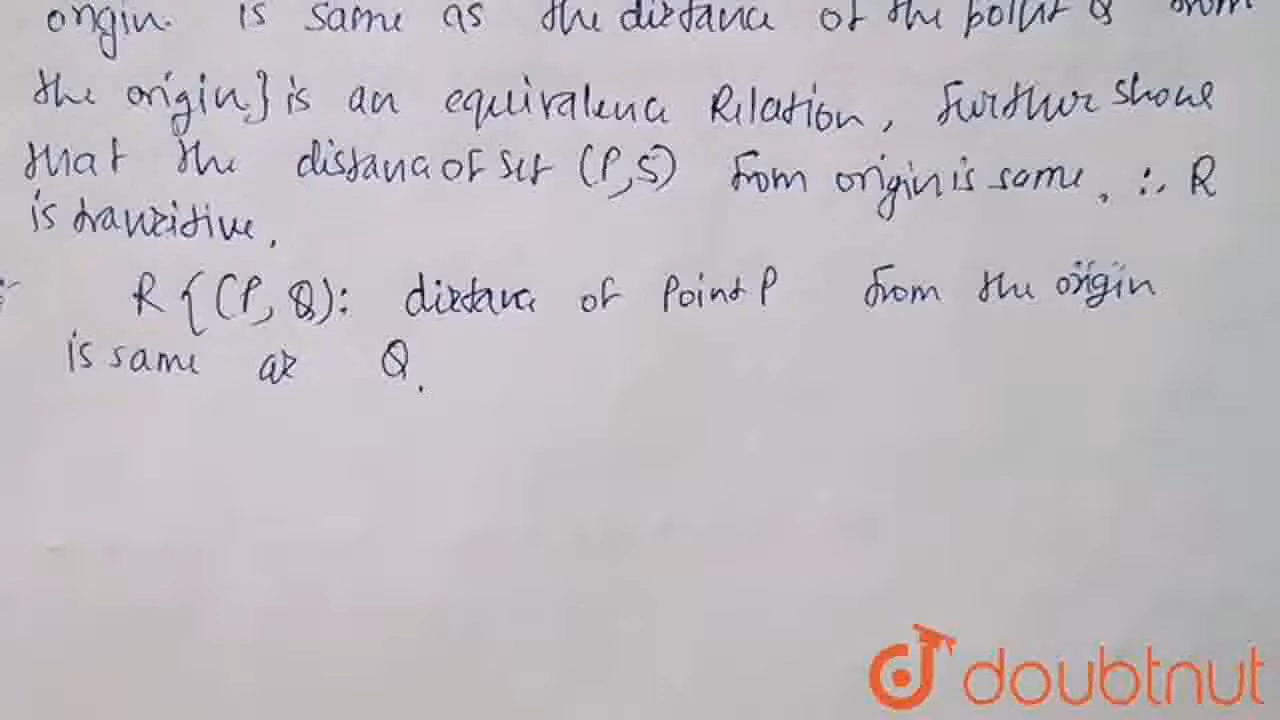 origin. is same as the distance of the point Q from
the origin} is an equivalence Relation, further show
that the distance of set (P,S) from origin is same. ∴ R
is transitive.
R{(P, Q): distance of Point P from the origin
is same as Q.
doubtnut